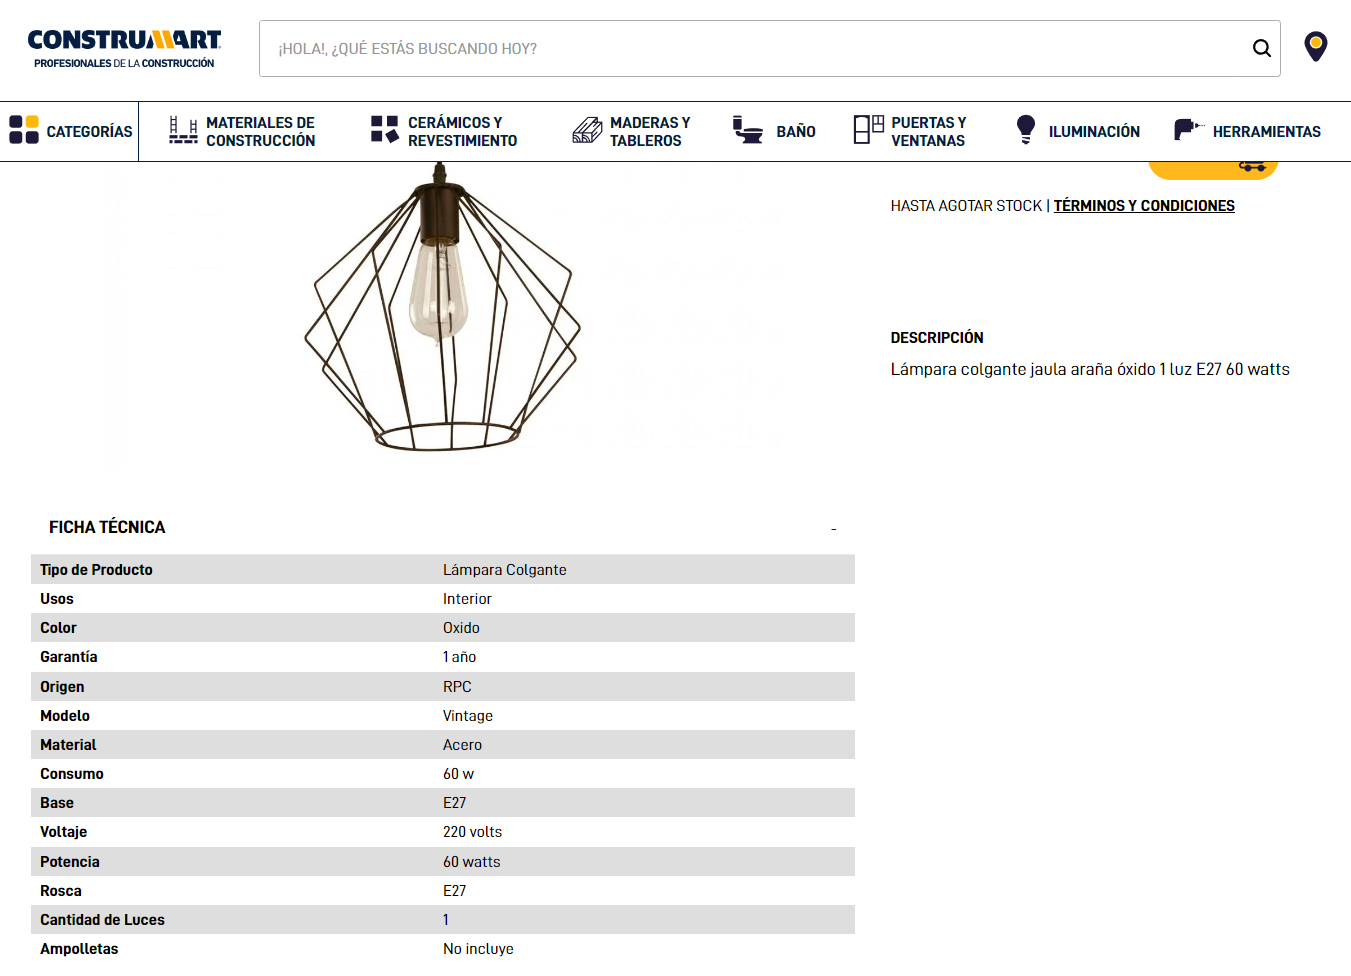 CONSTRUMART
PROFESIONALES DE LA CONSTRUCCIÓN
¡HOLA!, ¿QUÉ ESTÁS BUSCANDO HOY?
CATEGORÍAS
MATERIALES DE
CONSTRUCCIÓN
CERÁMICOS Y
REVESTIMIENTO
MADERAS Y
TABLEROS
BAÑO
PUERTAS Y
VENTANAS
ILUMINACIÓN
HERRAMIENTAS
HASTA AGOTAR STOCK | TÉRMINOS Y CONDICIONES
DESCRIPCIÓN
Lámpara colgante jaula araña óxido 1 luz E27 60 watts
FICHA TÉCNICA -
Tipo de Producto Lámpara Colgante
Usos Interior
Color Oxido
Garantía 1 año
Origen RPC
Modelo Vintage
Material Acero
Consumo 60 w
Base E27
Voltaje 220 volts
Potencia 60 watts
Rosca E27
Cantidad de Luces 1
Ampolletas No incluye